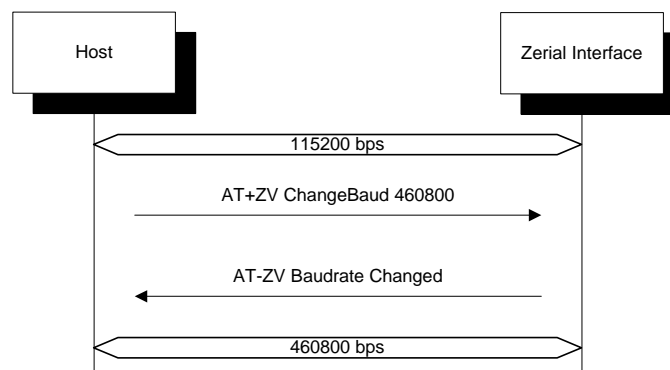 Host
Zerial Interface
115200 bps
AT+ZV ChangeBaud 460800
AT-ZV Baudrate Changed
460800 bps